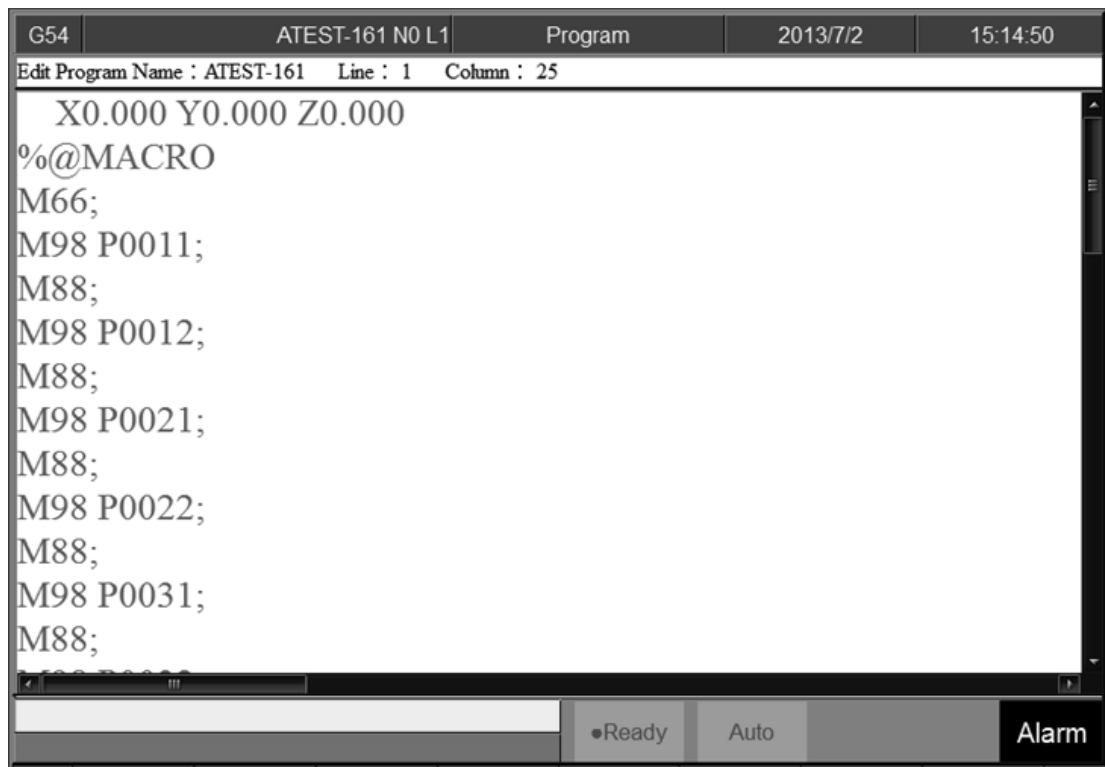 G54 ATEST-161 N0 L1 Program 2013/7/2 15:14:50
Edit Program Name：ATEST-161 Line：1 Column：25
X0.000 Y0.000 Z0.000
%@MACRO
M66;
M98 P0011;
M88;
M98 P0012;
M88;
M98 P0021;
M88;
M98 P0022;
M88;
M98 P0031;
M88;
●Ready Auto Alarm